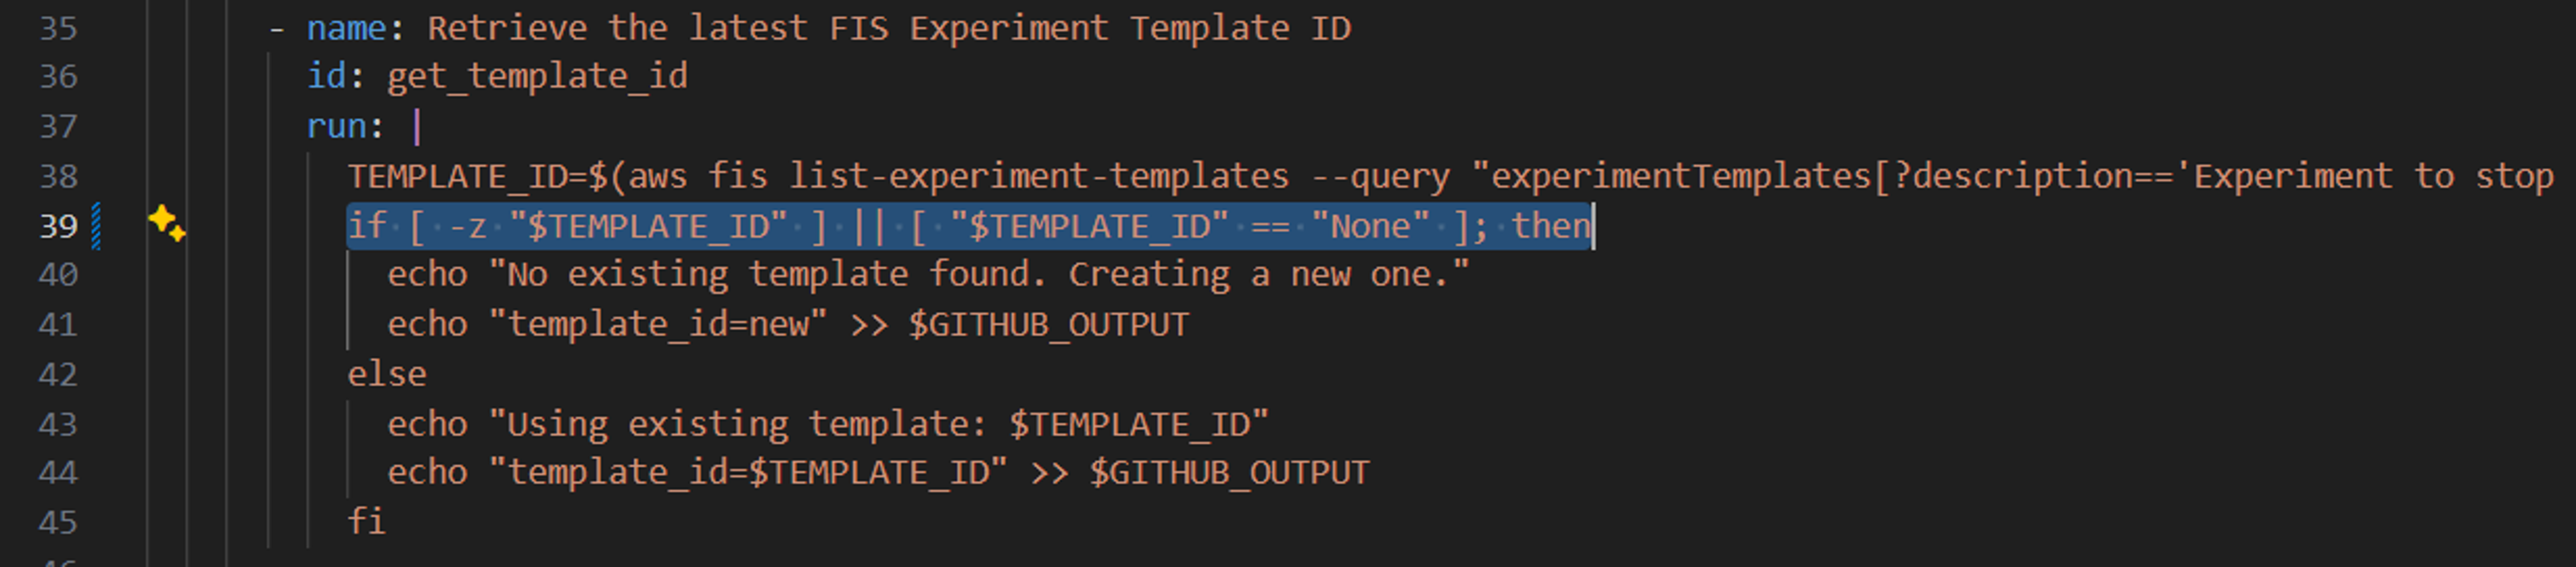 35 - name: Retrieve the latest FIS Experiment Template ID
36 id: get_template_id
37 run: |
38 TEMPLATE_ID=$(aws fis list-experiment-templates --query "experimentTemplates[?description=='Experiment to stop
39 if [ -z "$TEMPLATE_ID" ] || [ "$TEMPLATE_ID" == "None" ]; then
40 echo "No existing template found. Creating a new one."
41 echo "template_id=new" >> $GITHUB_OUTPUT
42 else
43 echo "Using existing template: $TEMPLATE_ID"
44 echo "template_id=$TEMPLATE_ID" >> $GITHUB_OUTPUT
45 fi